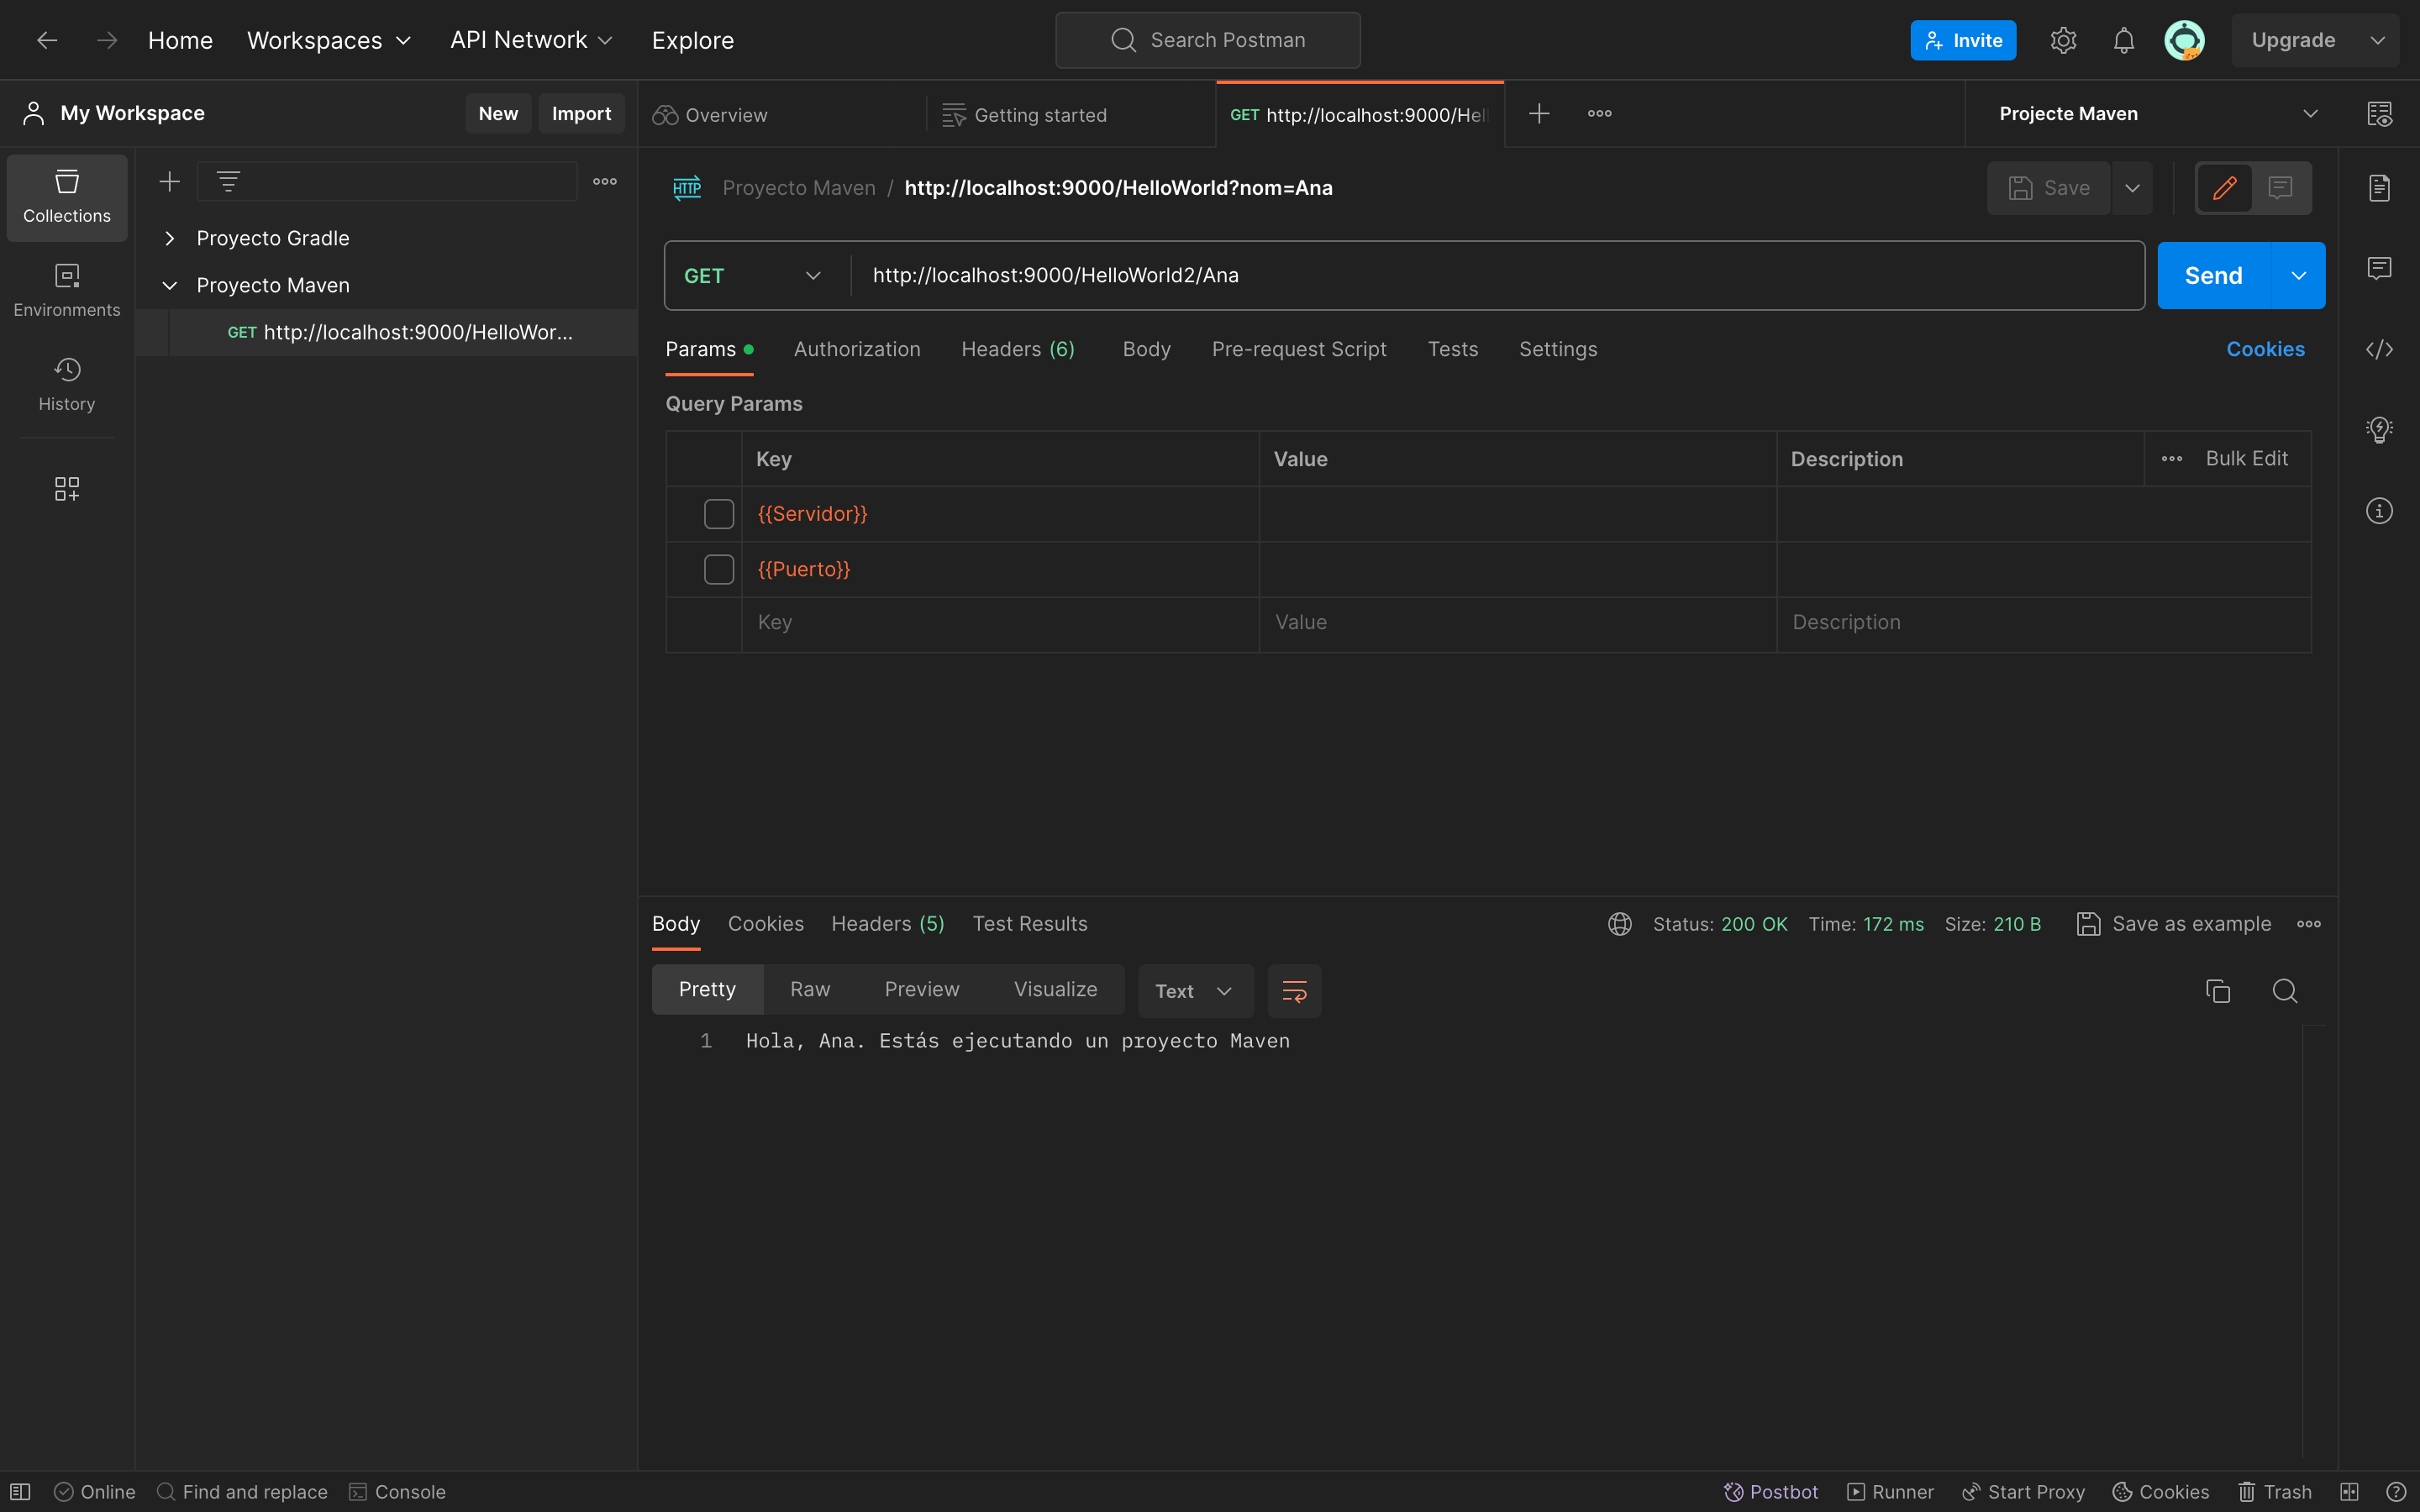 Home Workspaces API Network Explore Search Postman Invite Upgrade
My Workspace New Import Overview Getting started GET http://localhost:9000/Hel Projecte Maven
Collections
Environments
History
Proyecto Gradle
Proyecto Maven
GET http://localhost:9000/HelloWor...
HTTP Proyecto Maven / http://localhost:9000/HelloWorld?nom=Ana Save
GET http://localhost:9000/HelloWorld2/Ana Send
Params Authorization Headers (6) Body Pre-request Script Tests Settings Cookies
Query Params
Key Value Description Bulk Edit
{{Servidor}}
{{Puerto}}
Key Value Description
Body Cookies Headers (5) Test Results Status: 200 OK Time: 172 ms Size: 210 B Save as example
Pretty Raw Preview Visualize Text
1 Hola, Ana. Estás ejecutando un proyecto Maven
Online Find and replace Console Postbot Runner Start Proxy Cookies Trash